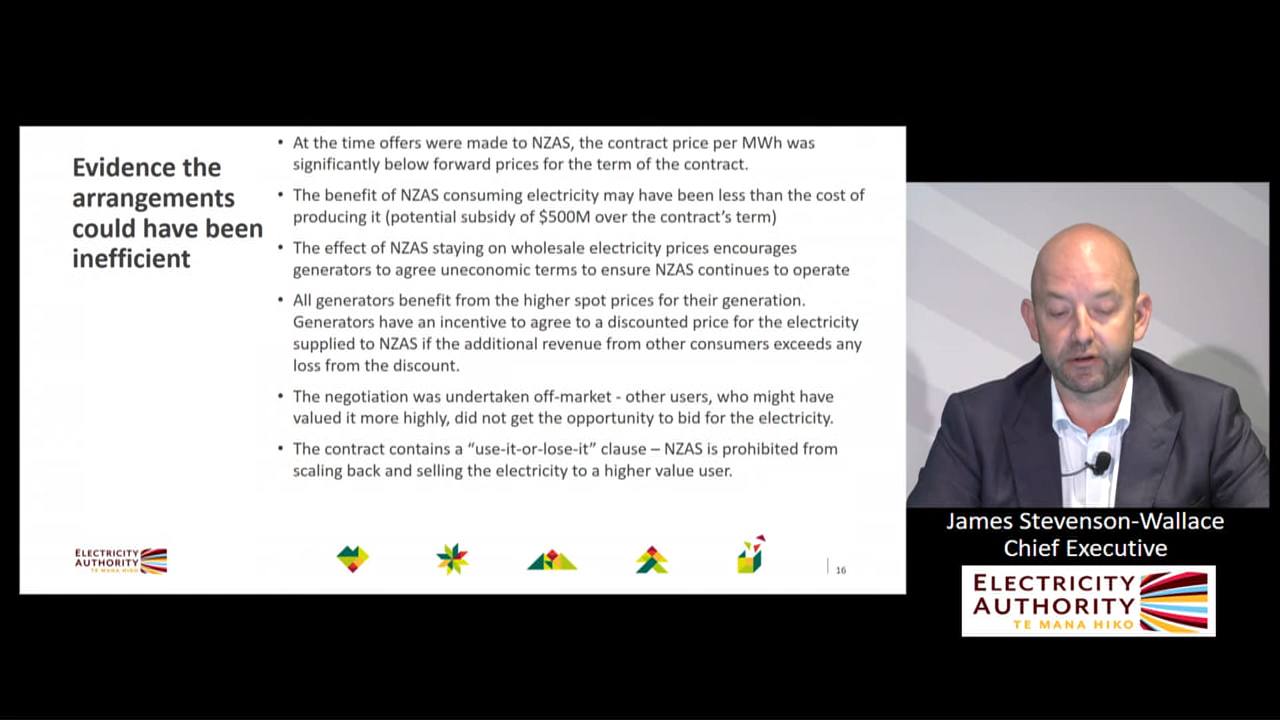 Evidence the
arrangements
could have been
inefficient
• At the time offers were made to NZAS, the contract price per MWh was
significantly below forward prices for the term of the contract.
• The benefit of NZAS consuming electricity may have been less than the cost of
producing it (potential subsidy of $500M over the contract's term)
• The effect of NZAS staying on wholesale electricity prices encourages
generators to agree uneconomic terms to ensure NZAS continues to operate
• All generators benefit from the higher spot prices for their generation.
Generators have an incentive to agree to a discounted price for the electricity
supplied to NZAS if the additional revenue from other consumers exceeds any
loss from the discount.
• The negotiation was undertaken off-market - other users, who might have
valued it more highly, did not get the opportunity to bid for the electricity.
• The contract contains a “use-it-or-lose-it” clause – NZAS is prohibited from
scaling back and selling the electricity to a higher value user.
ELECTRICITY
AUTHORITY
TE MANA HIKO
16
James Stevenson-Wallace
Chief Executive
ELECTRICITY
AUTHORITY
TE MANA HIKO